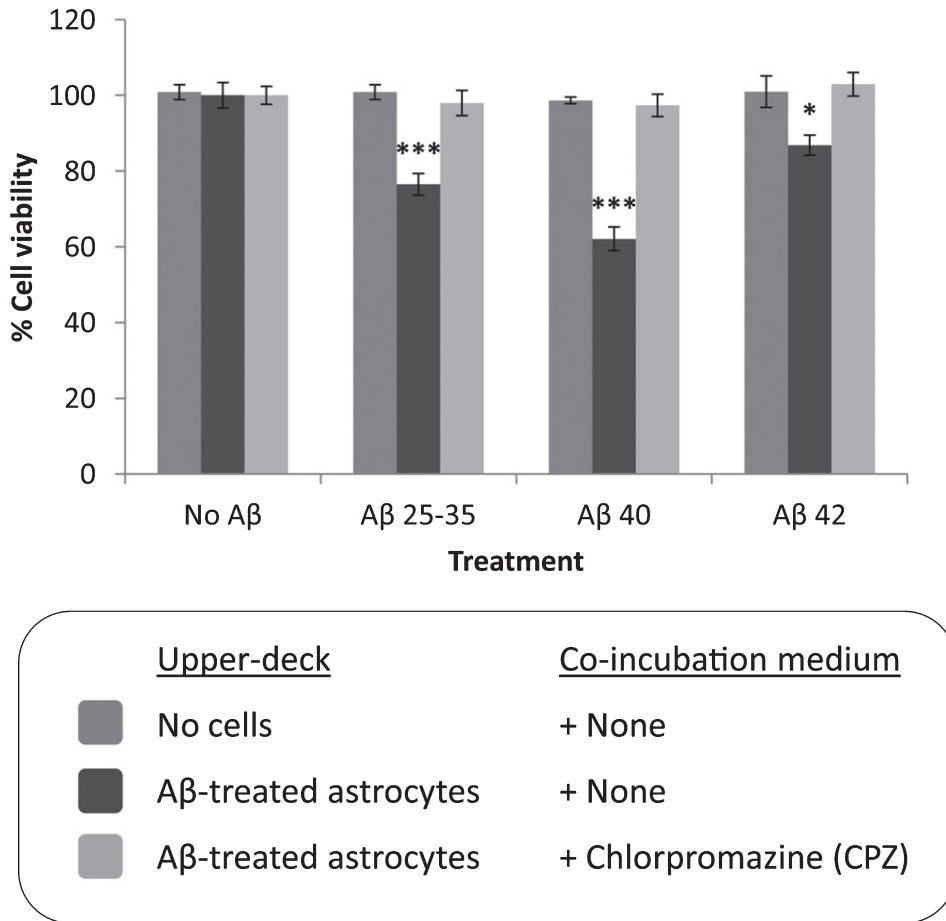 120
100
80
60
40
20
0
% Cell viability
***
***
*
No Aβ
Aβ 25-35
Aβ 40
Aβ 42
Treatment
Upper-deck Co-incubation medium
No cells + None
Aβ-treated astrocytes + None
Aβ-treated astrocytes + Chlorpromazine (CPZ)